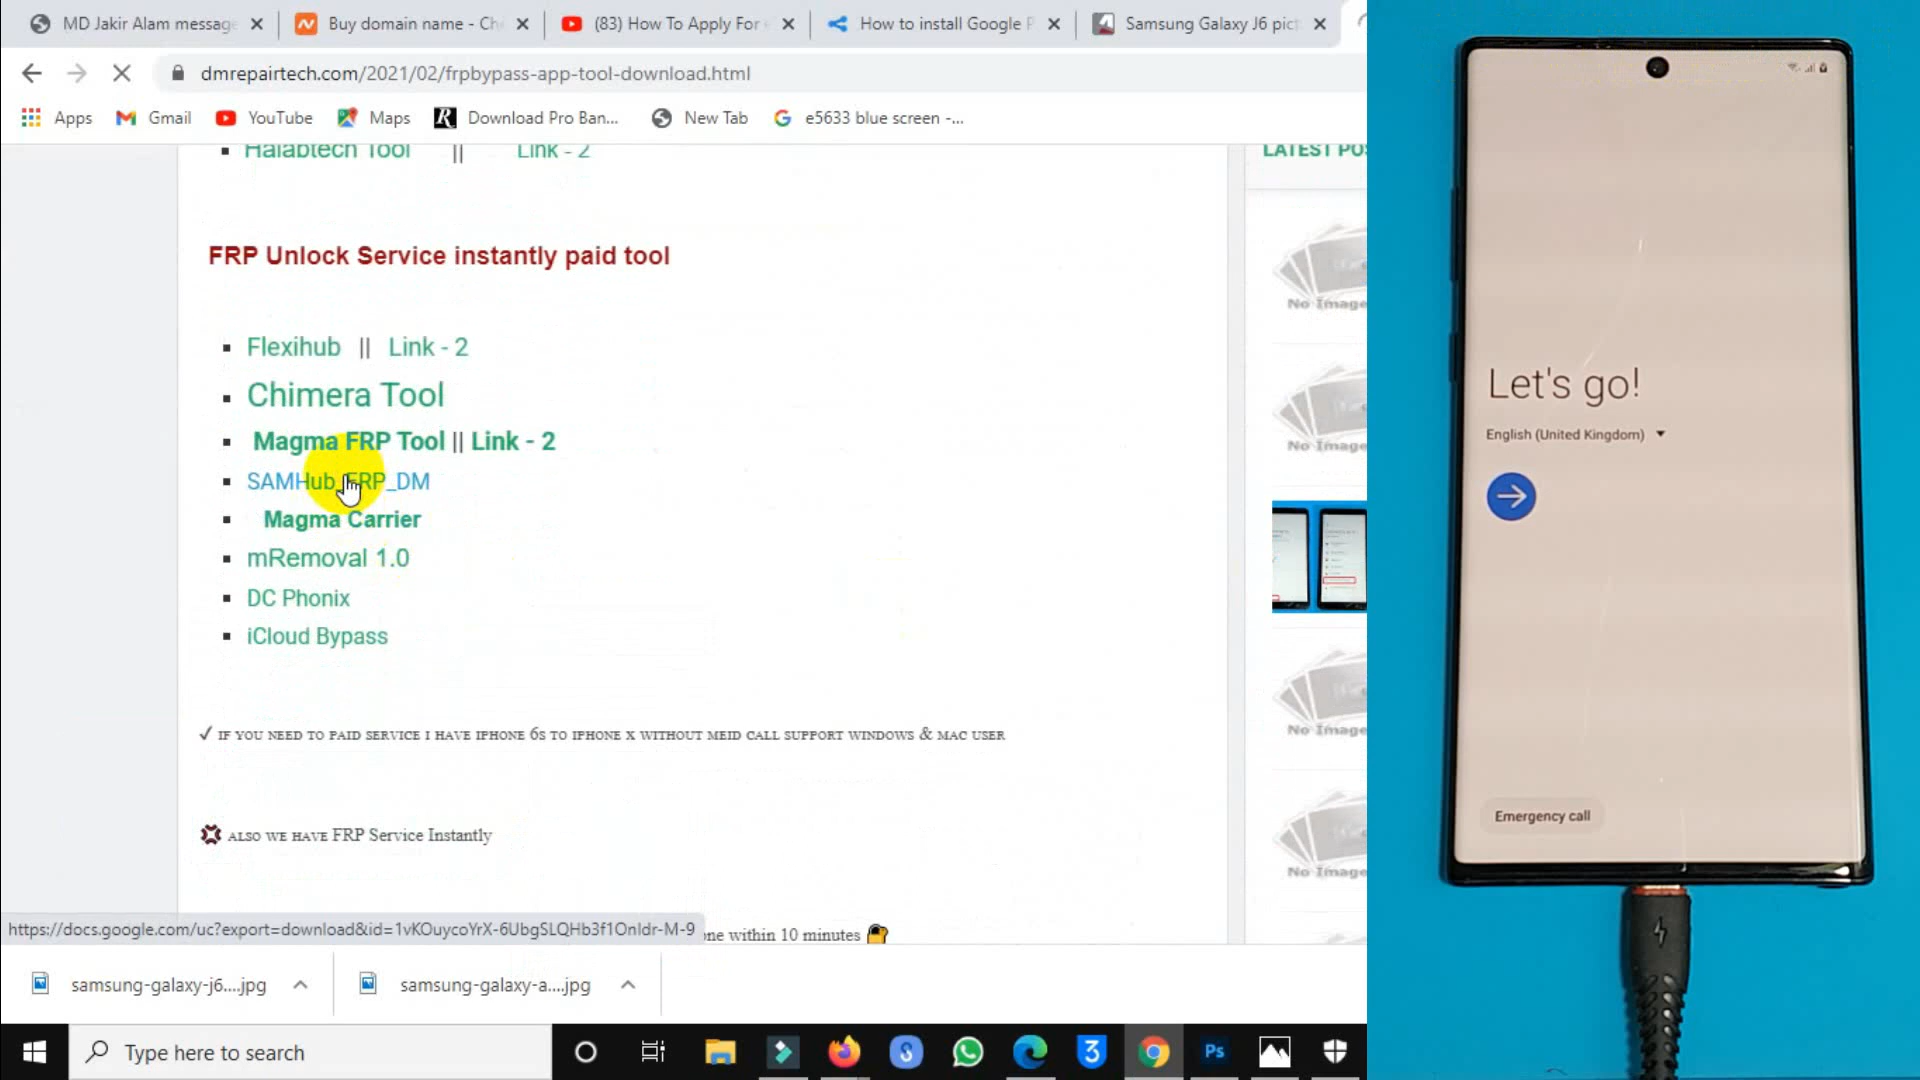 MD Jakir Alam message
Buy domain name - Ch
(83) How To Apply For
How to install Google P
Samsung Galaxy J6 pict
dmrepairtech.com/2021/02/frpbypass-app-tool-download.html
Apps
Gmail
YouTube
Maps
R
Download Pro Ban...
New Tab
e5633 blue screen -...
Halabtech Tool || Link - 2
LATEST POS
FRP Unlock Service instantly paid tool
Flexihub || Link - 2
Chimera Tool
Magma FRP Tool || Link - 2
SAMHub_FRP_DM
Magma Carrier
mRemoval 1.0
DC Phonix
iCloud Bypass
No Image
No Image
No Image
No Image
✓ IF YOU NEED TO PAID SERVICE I HAVE IPHONE 6S TO IPHONE X WITHOUT MEID CALL SUPPORT WINDOWS & MAC USER
ALSO WE HAVE FRP Service Instantly
one within 10 minutes
https://docs.google.com/uc?export=download&id=1vKOuycoYrX-6UbgSLQHb3f1OnIdr-M-9
samsung-galaxy-j6....jpg
samsung-galaxy-a....jpg
Type here to search
S
3
Ps
Let's go!
English (United Kingdom)
Emergency call